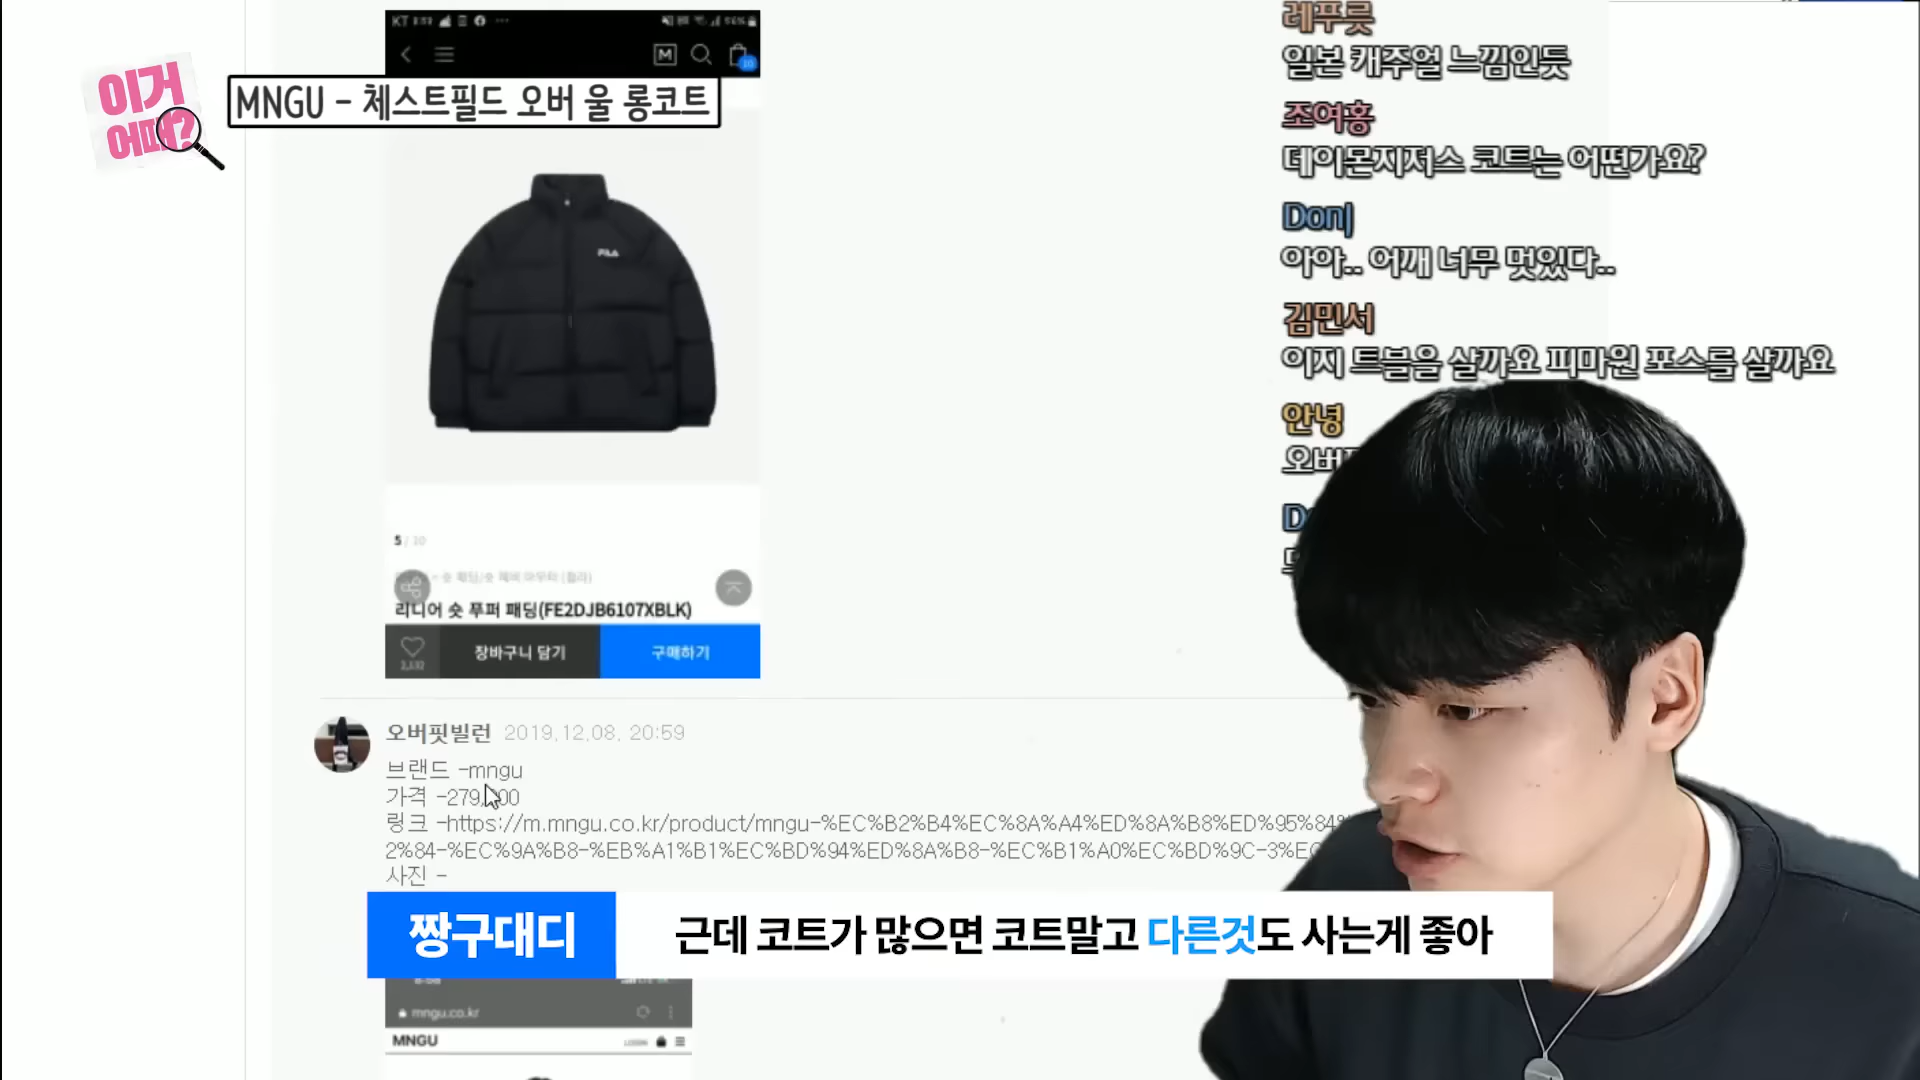 이거
어때?
MNGU - 체스트필드 오버 울 롱코트
KT
M
10
FILA
5 / 10
리니어 숏 푸퍼 패딩(FE2DJB6107XBLK)
장바구니 담기
구매하기
레푸릇
일본 캐주얼 느낌인듯
조여홍
데이몬지저스 코트는 어떤가요?
Donj
아아.. 어깨 너무 멋있다..
김민서
이지 트블을 살까요 피마원 포스를 살까요
안녕
오버핏빌런 2019.12.08. 20:59
브랜드 -mngu
가격 -279,000
링크 -https://m.mngu.co.kr/product/mngu-%EC%B2%B4%EC%8A%A4%ED%8A%B8%ED%95%84%
2%84-%EC%9A%B8-%EB%A1%B1%EC%BD%94%ED%8A%B8-%EC%B1%A0%EC%BD%9C-3%EC
사진 -
짱구대디
근데 코트가 많으면 코트말고 다른것도 사는게 좋아
mngu.co.kr
MNGU
LOGIN